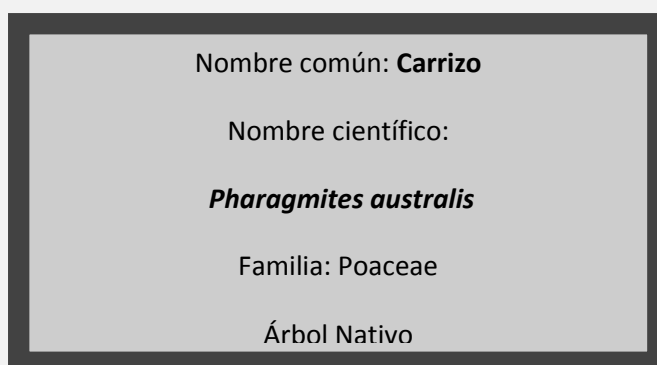 Nombre común: Carrizo
Nombre científico:
Pharagmites australis
Familia: Poaceae
Árbol Nativo